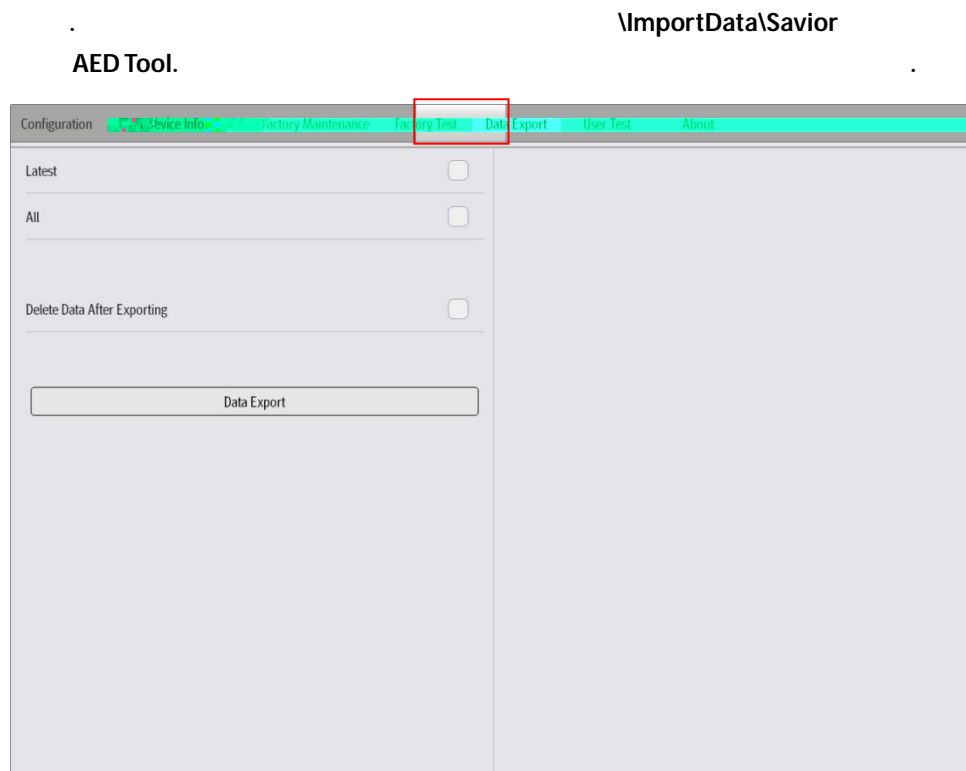 . \ImportData\Savior
AED Tool. .
Configuration Device Info. Factory Maintenance Factory Test Data Export User Test About
Latest
All
Delete Data After Exporting
Data Export